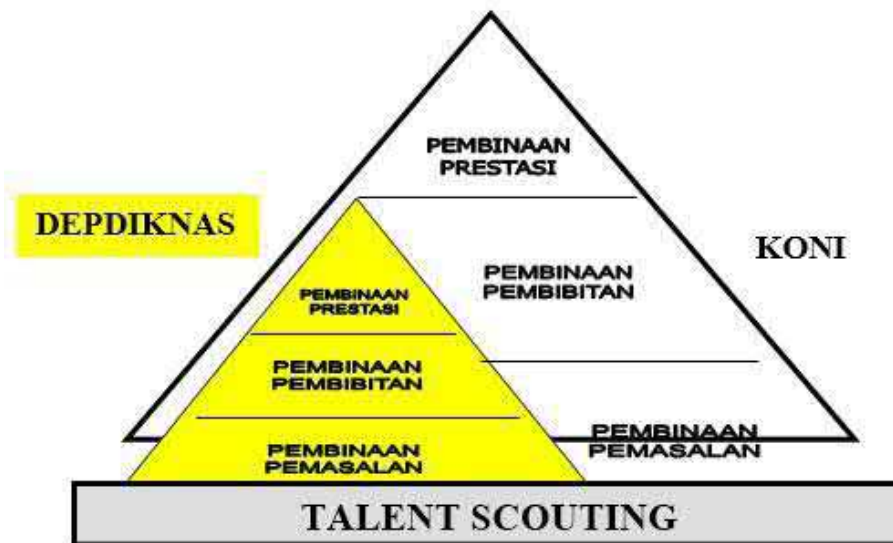 PEMBINAAN
PRESTASI
DEPDIKNAS
KONI
PEMBINAAN
PEMBIBITAN
PEMBINAAN
PRESTASI
PEMBINAAN
PEMBIBITAN
PEMBINAAN
PEMASALAN
PEMBINAAN
PEMASALAN
TALENT SCOUTING